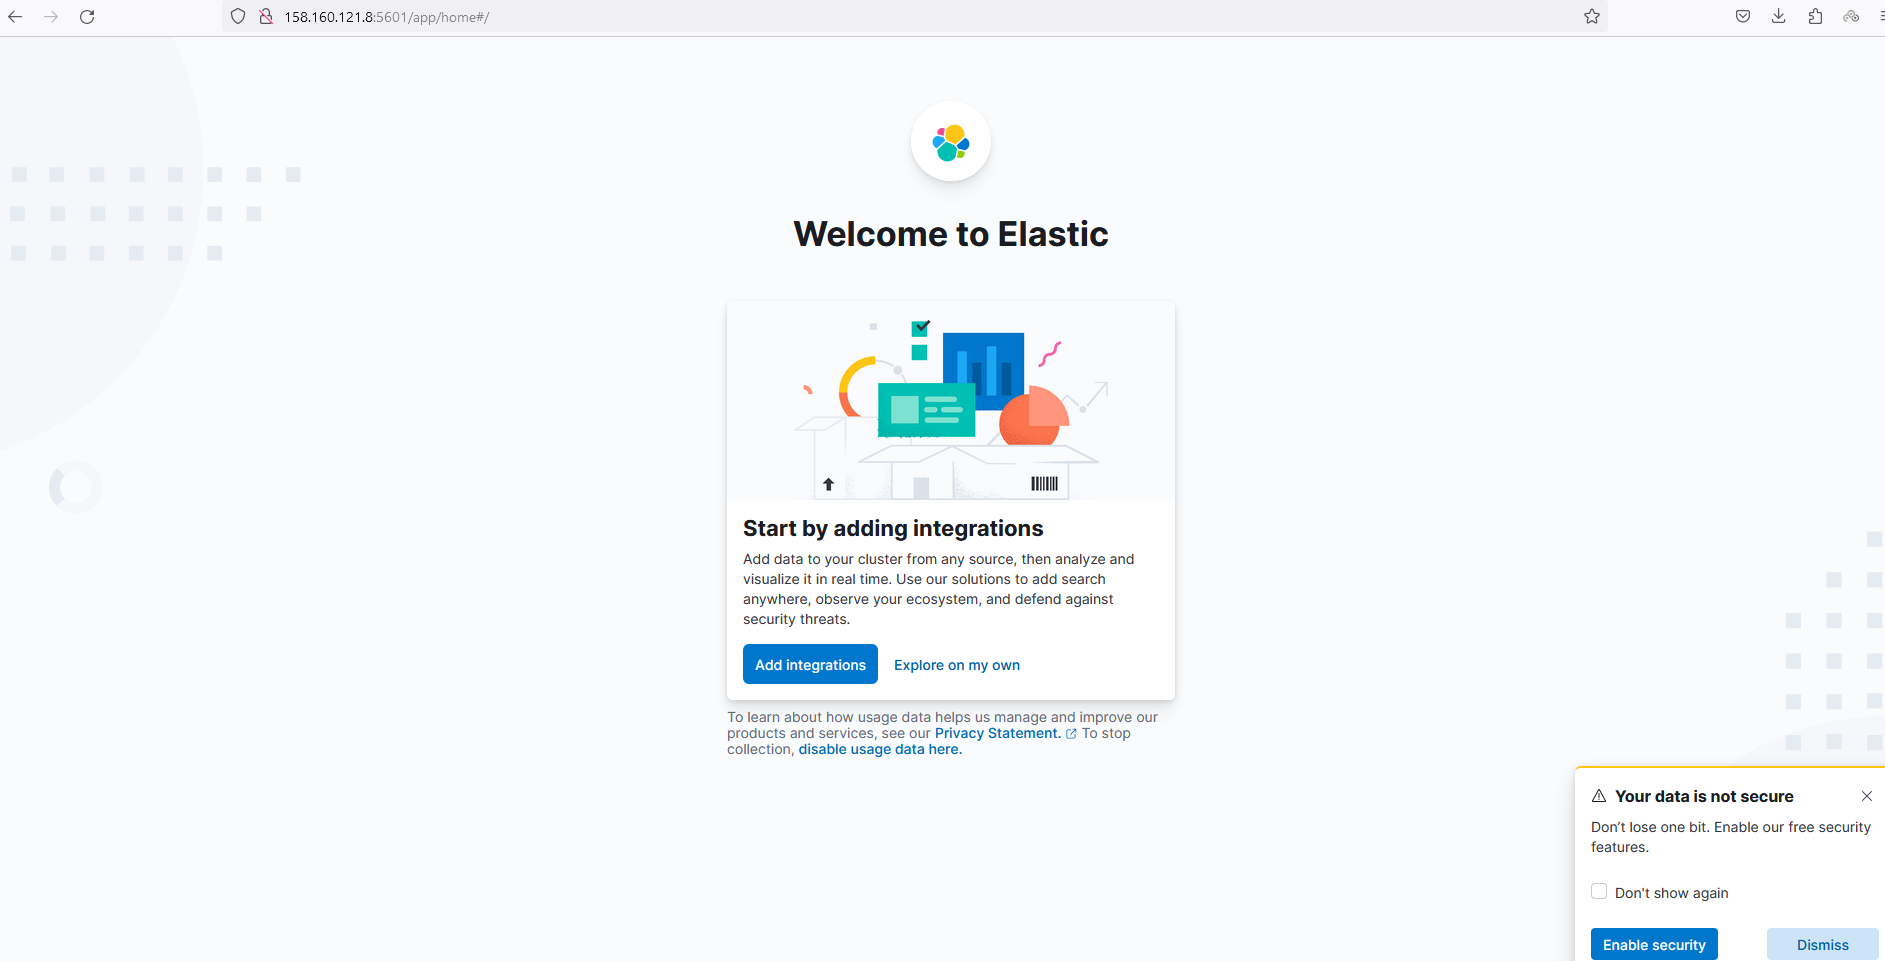 158.160.121.8:5601/app/home#/
Welcome to Elastic
Start by adding integrations
Add data to your cluster from any source, then analyze and
visualize it in real time. Use our solutions to add search
anywhere, observe your ecosystem, and defend against
security threats.
Add integrations
Explore on my own
To learn about how usage data helps us manage and improve our
products and services, see our Privacy Statement. To stop
collection, disable usage data here.
Your data is not secure
Don’t lose one bit. Enable our free security
features.
Don't show again
Enable security
Dismiss